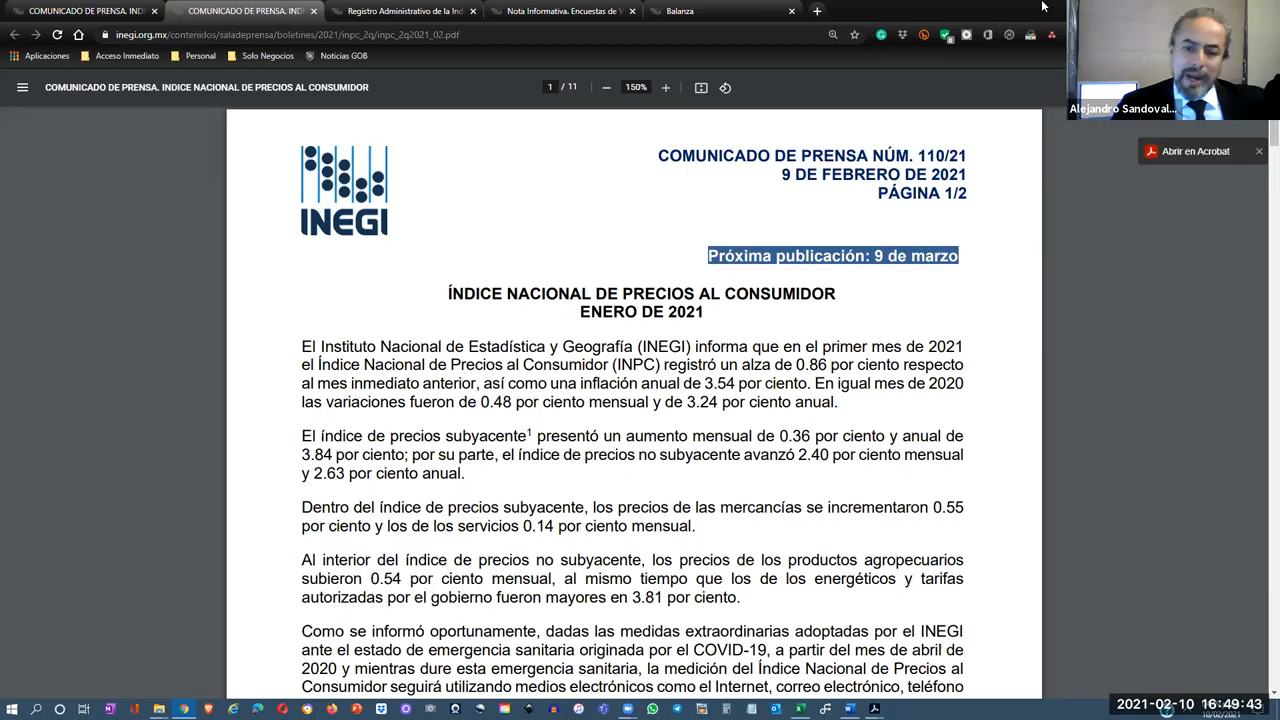 COMUNICADO DE PRENSA. INDI
COMUNICADO DE PRENSA. INDI
Registro Administrativo de la Ind
Nota Informativa. Encuestas de V
Balanza
inegi.org.mx/contenidos/saladeprensa/boletines/2021/inpc_2q/inpc_2q2021_02.pdf
Aplicaciones
Acceso Inmediato
Personal
Solo Negocios
Noticias GOB
COMUNICADO DE PRENSA. INDICE NACIONAL DE PRECIOS AL CONSUMIDOR
1 / 11
150%
Alejandro Sandoval...
Abrir en Acrobat
INEGI
COMUNICADO DE PRENSA NÚM. 110/21
9 DE FEBRERO DE 2021
PÁGINA 1/2
Próxima publicación: 9 de marzo
ÍNDICE NACIONAL DE PRECIOS AL CONSUMIDOR
ENERO DE 2021
El Instituto Nacional de Estadística y Geografía (INEGI) informa que en el primer mes de 2021
el Índice Nacional de Precios al Consumidor (INPC) registró un alza de 0.86 por ciento respecto
al mes inmediato anterior, así como una inflación anual de 3.54 por ciento. En igual mes de 2020
las variaciones fueron de 0.48 por ciento mensual y de 3.24 por ciento anual.
El índice de precios subyacente¹ presentó un aumento mensual de 0.36 por ciento y anual de
3.84 por ciento; por su parte, el índice de precios no subyacente avanzó 2.40 por ciento mensual
y 2.63 por ciento anual.
Dentro del índice de precios subyacente, los precios de las mercancías se incrementaron 0.55
por ciento y los de los servicios 0.14 por ciento mensual.
Al interior del índice de precios no subyacente, los precios de los productos agropecuarios
subieron 0.54 por ciento mensual, al mismo tiempo que los de los energéticos y tarifas
autorizadas por el gobierno fueron mayores en 3.81 por ciento.
Como se informó oportunamente, dadas las medidas extraordinarias adoptadas por el INEGI
ante el estado de emergencia sanitaria originada por el COVID-19, a partir del mes de abril de
2020 y mientras dure esta emergencia sanitaria, la medición del Índice Nacional de Precios al
Consumidor seguirá utilizando medios electrónicos como el Internet, correo electrónico, teléfono
2021-02-10 16:49:43
10/02/2021